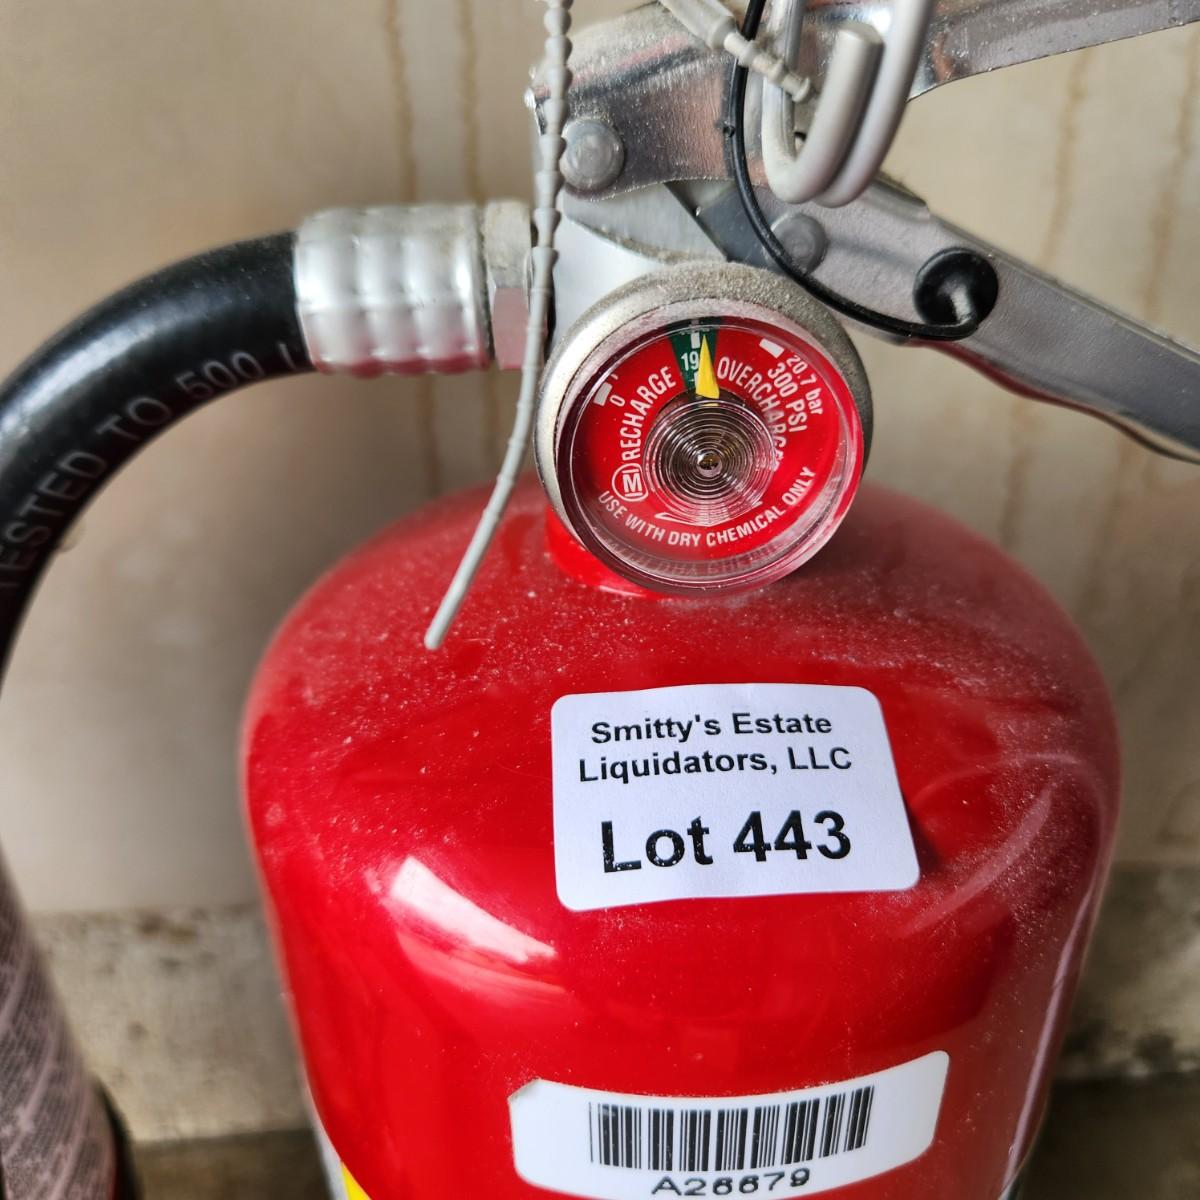 TESTED TO 500
0
RECHARGE
19
OVERCHARGE
300 PSI
20.7 bar
M
USE WITH DRY CHEMICAL ONLY
Smitty's Estate
Liquidators, LLC
Lot 443
A26679